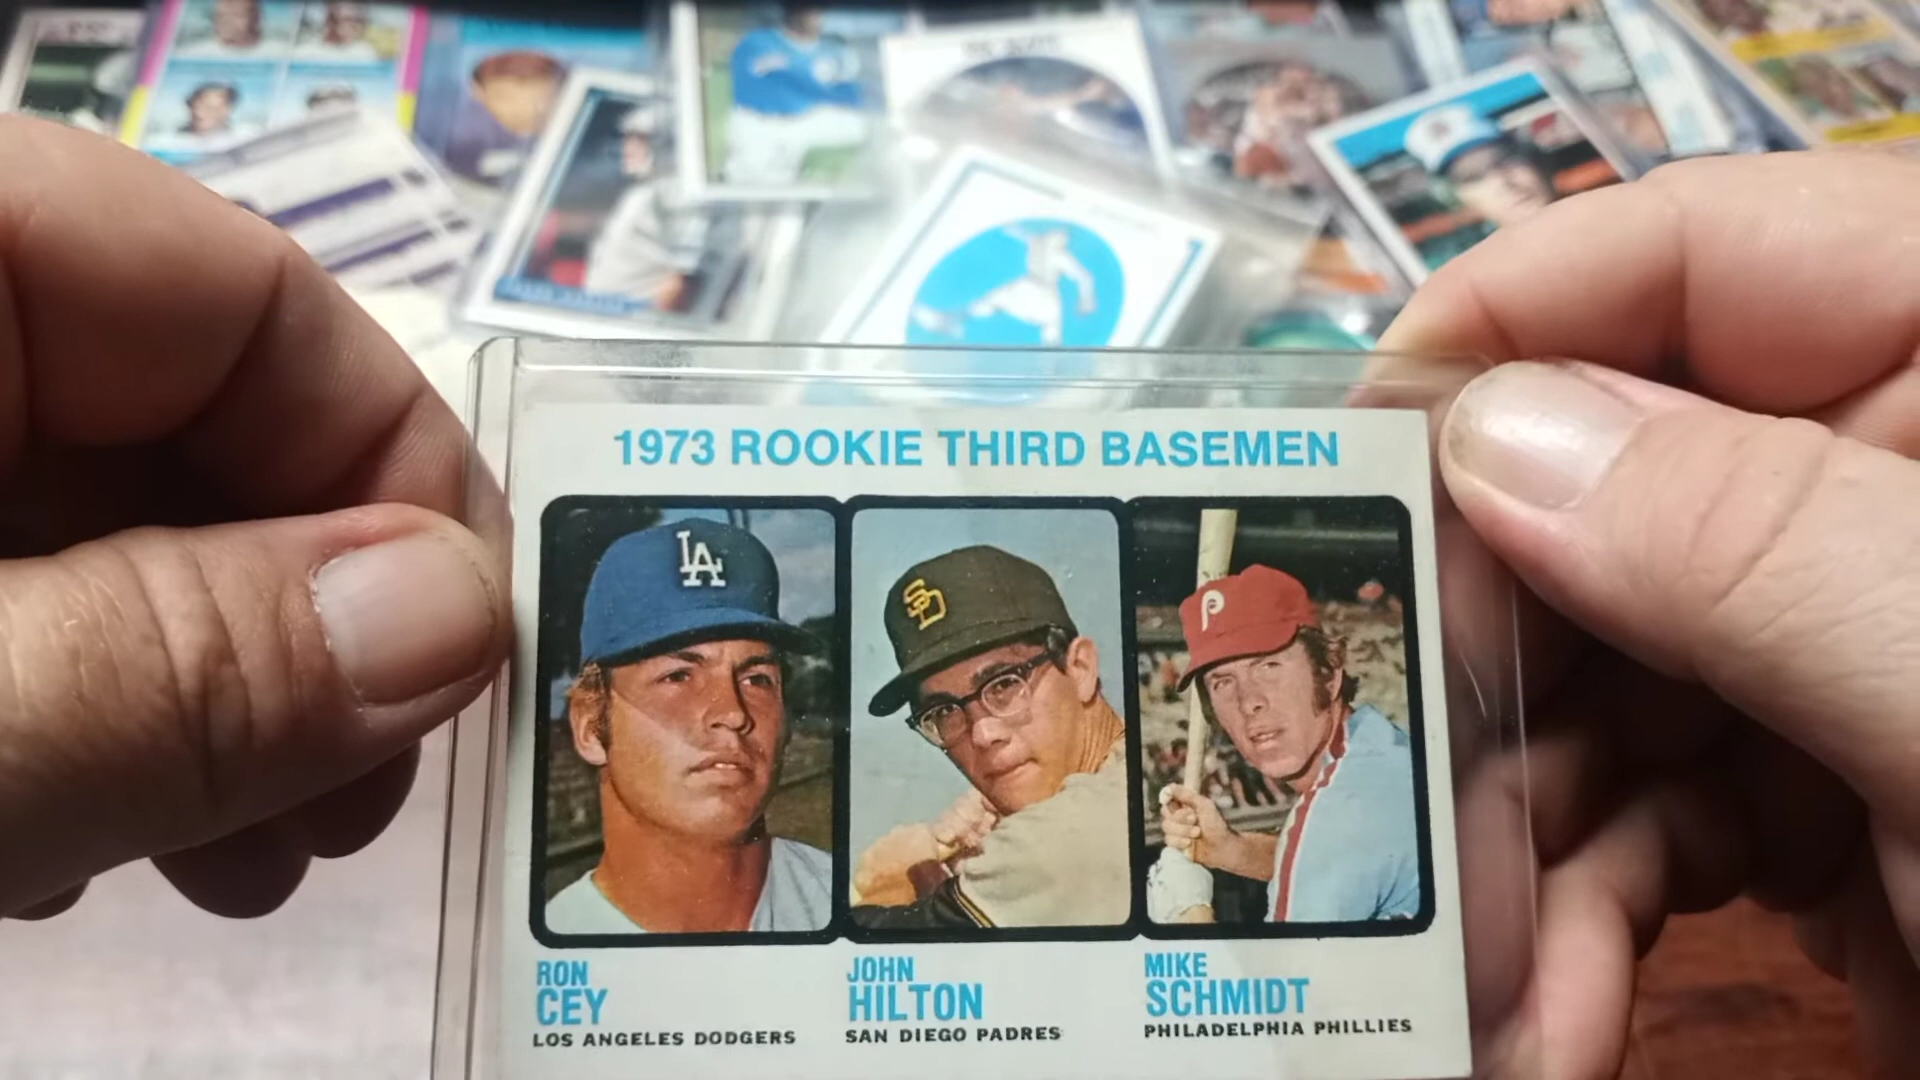 1973 ROOKIE THIRD BASEMEN
LA
SD
P
RON
CEY
LOS ANGELES DODGERS
JOHN
HILTON
SAN DIEGO PADRES
MIKE
SCHMIDT
PHILADELPHIA PHILLIES